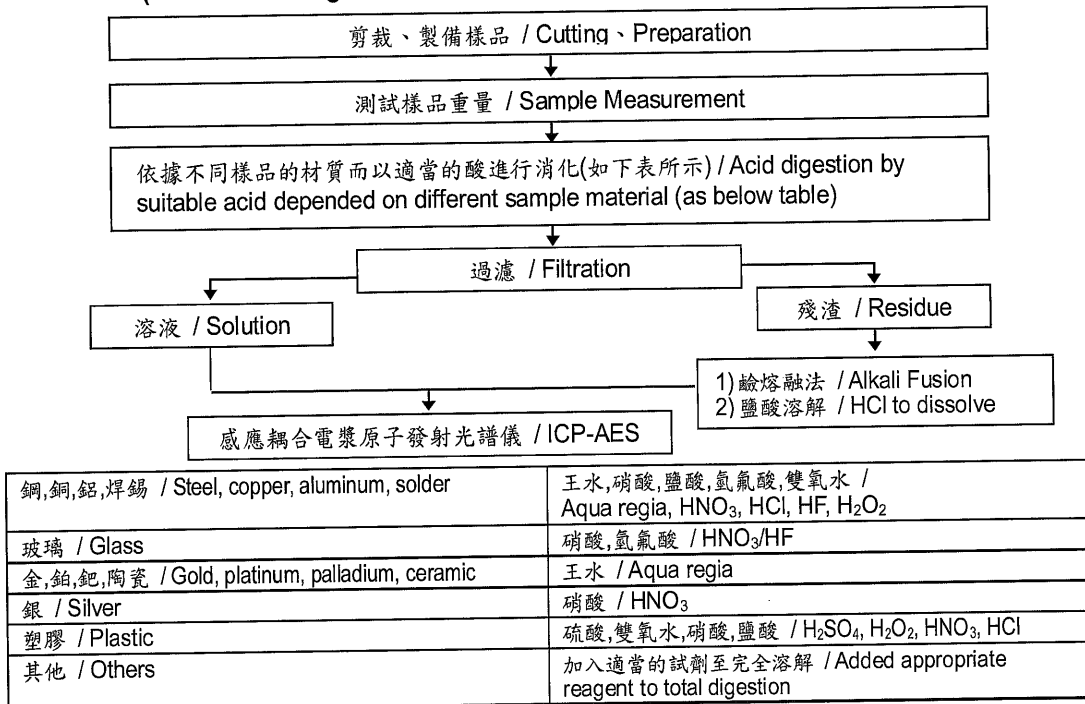 剪裁、製備樣品 / Cutting、Preparation
測試樣品重量 / Sample Measurement
依據不同樣品的材質而以適當的酸進行消化(如下表所示) / Acid digestion by
suitable acid depended on different sample material (as below table)
過濾 / Filtration
溶液 / Solution
殘渣 / Residue
1) 鹼熔融法 / Alkali Fusion
2) 鹽酸溶解 / HCl to dissolve
感應耦合電漿原子發射光譜儀 / ICP-AES
鋼,銅,鋁,焊錫 / Steel, copper, aluminum, solder
王水,硝酸,鹽酸,氫氟酸,雙氧水 /
Aqua regia, HNO₃, HCl, HF, H₂O₂
玻璃 / Glass
硝酸,氫氟酸 / HNO₃/HF
金,鉑,鈀,陶瓷 / Gold, platinum, palladium, ceramic
王水 / Aqua regia
銀 / Silver
硝酸 / HNO₃
塑膠 / Plastic
硫酸,雙氧水,硝酸,鹽酸 / H₂SO₄, H₂O₂, HNO₃, HCl
其他 / Others
加入適當的試劑至完全溶解 / Added appropriate
reagent to total digestion